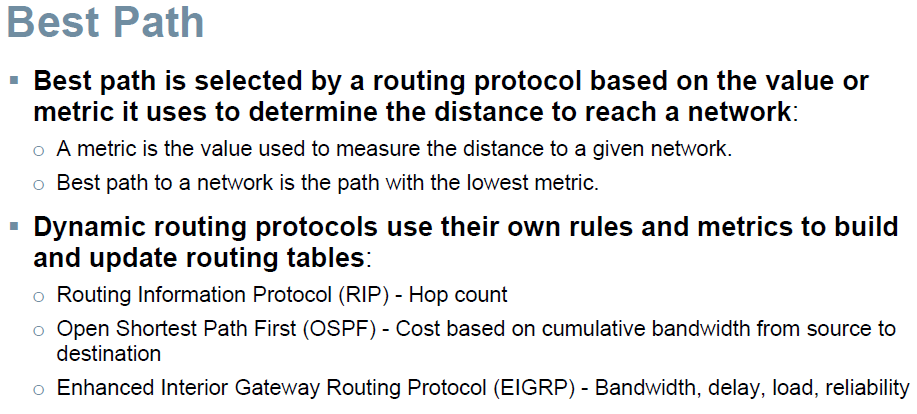 Best Path
▪ Best path is selected by a routing protocol based on the value or
metric it uses to determine the distance to reach a network:
o A metric is the value used to measure the distance to a given network.
o Best path to a network is the path with the lowest metric.
▪ Dynamic routing protocols use their own rules and metrics to build
and update routing tables:
o Routing Information Protocol (RIP) - Hop count
o Open Shortest Path First (OSPF) - Cost based on cumulative bandwidth from source to
destination
o Enhanced Interior Gateway Routing Protocol (EIGRP) - Bandwidth, delay, load, reliability